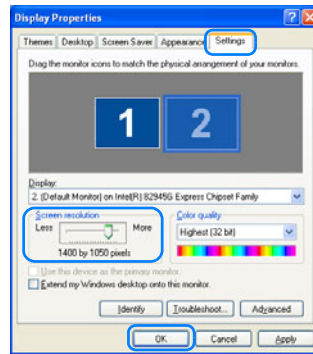 Display Properties
Themes Desktop Screen Saver Appearance Settings
Drag the monitor icons to match the physical arrangement of your monitors.
1 2
Display:
2. (Default Monitor) on Intel(R) 82945G Express Chipset Family
Screen resolution
Less More
1400 by 1050 pixels
Color quality
Highest (32 bit)
Use this device as the primary monitor.
Extend my Windows desktop onto this monitor.
Identify Troubleshoot... Advanced
OK Cancel Apply